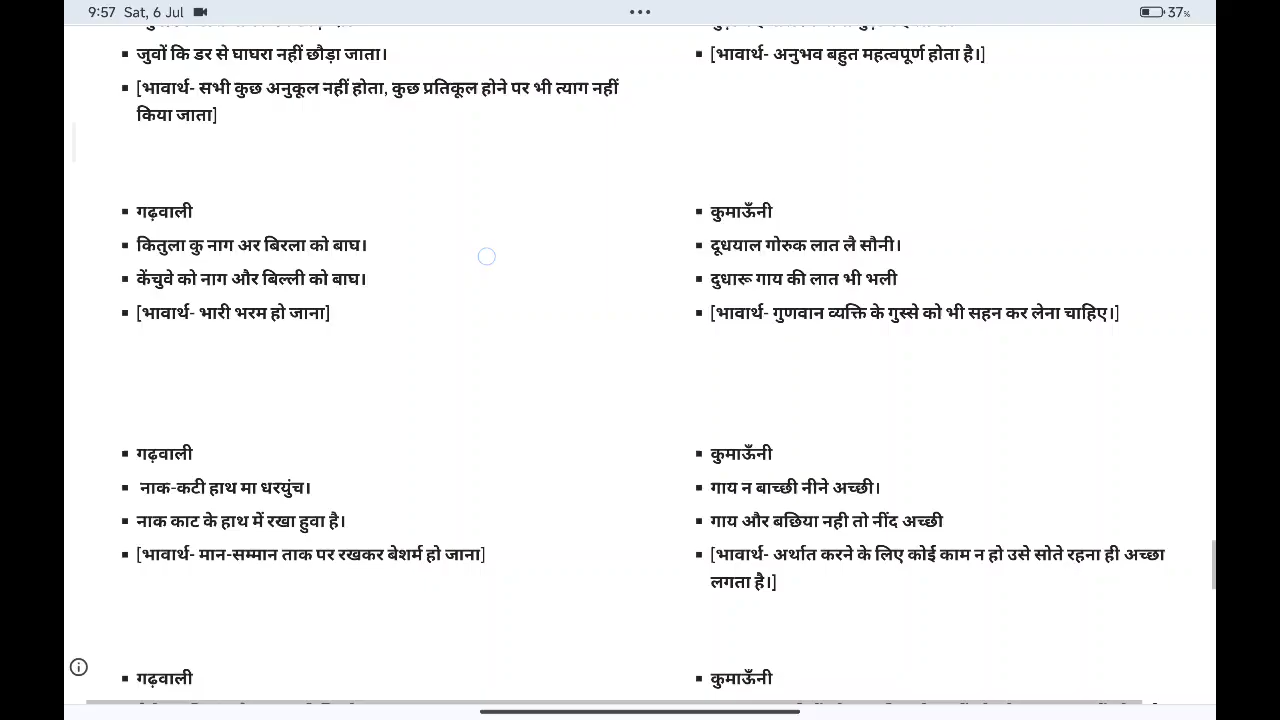 9:57 Sat, 6 Jul
37%
जुवों कि डर से घाघरा नहीं छौड़ा जाता।
[भावार्थ- सभी कुछ अनुकूल नहीं होता, कुछ प्रतिकूल होने पर भी त्याग नहीं
किया जाता]
[भावार्थ- अनुभव बहुत महत्वपूर्ण होता है।]
गढ़वाली
कितुला कु नाग अर बिरला को बाघ।
केंचुवे को नाग और बिल्ली को बाघ।
[भावार्थ- भारी भरम हो जाना]
कुमाऊँनी
दूधयाल गोरुक लात लै सौनी।
दुधारू गाय की लात भी भली
[भावार्थ- गुणवान व्यक्ति के गुस्से को भी सहन कर लेना चाहिए।]
गढ़वाली
नाक-कटी हाथ मा धरयुंच।
नाक काट के हाथ में रखा हुवा है।
[भावार्थ- मान-सम्मान ताक पर रखकर बेशर्म हो जाना]
कुमाऊँनी
गाय न बाच्छी नीने अच्छी।
गाय और बछिया नही तो नींद अच्छी
[भावार्थ- अर्थात करने के लिए कोई काम न हो उसे सोते रहना ही अच्छा
लगता है।]
गढ़वाली
कुमाऊँनी